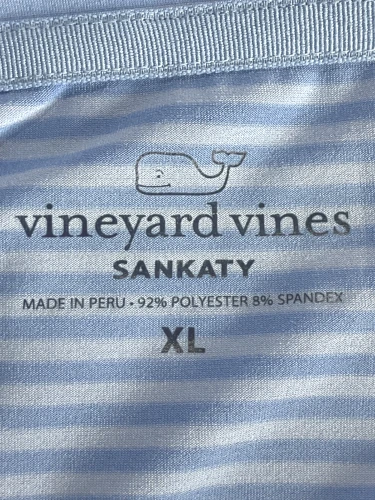 vineyard vines
SANKATY
MADE IN PERU • 92% POLYESTER 8% SPANDEX
XL